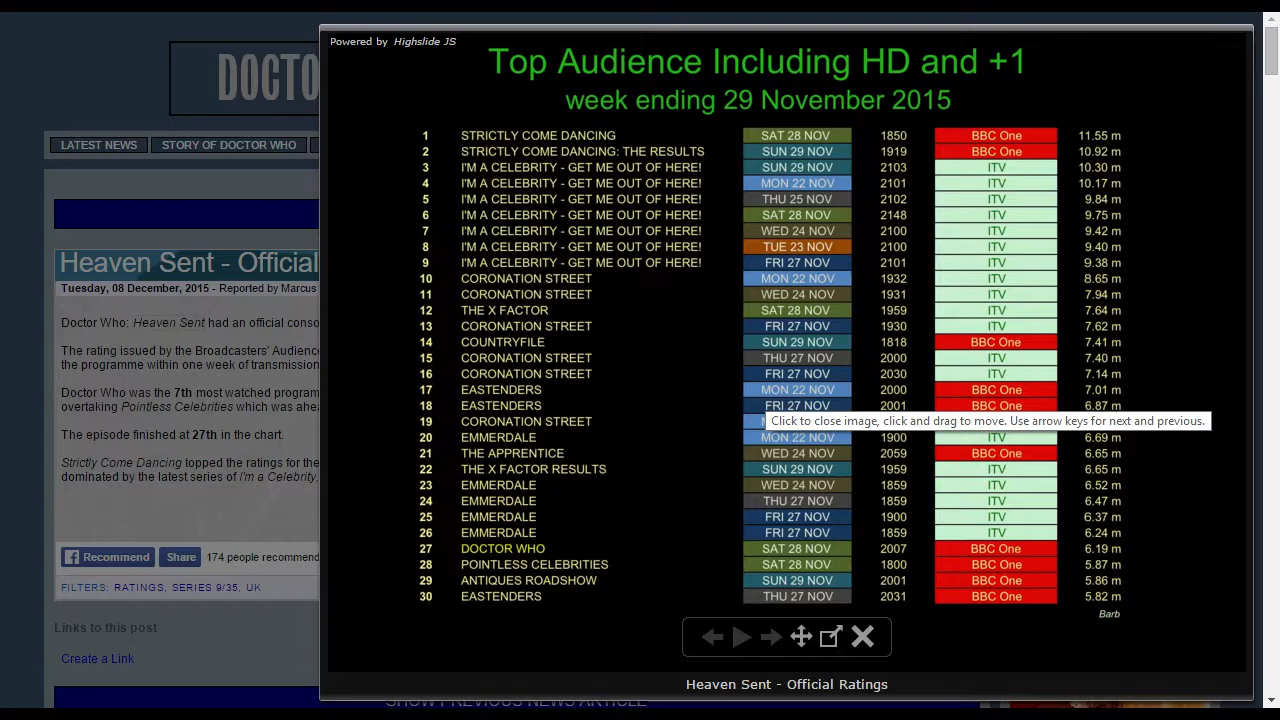 Powered by Highslide JS
Top Audience Including HD and +1
week ending 29 November 2015
DOCTO
LATEST NEWS STORY OF DOCTOR WHO
1 STRICTLY COME DANCING SAT 28 NOV 1850 BBC One 11.55 m
2 STRICTLY COME DANCING: THE RESULTS SUN 29 NOV 1919 BBC One 10.92 m
3 I'M A CELEBRITY - GET ME OUT OF HERE! SUN 29 NOV 2103 ITV 10.30 m
4 I'M A CELEBRITY - GET ME OUT OF HERE! MON 22 NOV 2101 ITV 10.17 m
5 I'M A CELEBRITY - GET ME OUT OF HERE! THU 25 NOV 2102 ITV 9.84 m
6 I'M A CELEBRITY - GET ME OUT OF HERE! SAT 28 NOV 2148 ITV 9.75 m
7 I'M A CELEBRITY - GET ME OUT OF HERE! WED 24 NOV 2100 ITV 9.42 m
8 I'M A CELEBRITY - GET ME OUT OF HERE! TUE 23 NOV 2100 ITV 9.40 m
9 I'M A CELEBRITY - GET ME OUT OF HERE! FRI 27 NOV 2101 ITV 9.38 m
10 CORONATION STREET MON 22 NOV 1932 ITV 8.65 m
11 CORONATION STREET WED 24 NOV 1931 ITV 7.94 m
12 THE X FACTOR SAT 28 NOV 1959 ITV 7.64 m
13 CORONATION STREET FRI 27 NOV 1930 ITV 7.62 m
14 COUNTRYFILE SUN 29 NOV 1818 BBC One 7.41 m
15 CORONATION STREET THU 27 NOV 2000 ITV 7.40 m
16 CORONATION STREET FRI 27 NOV 2030 ITV 7.14 m
17 EASTENDERS MON 22 NOV 2000 BBC One 7.01 m
18 EASTENDERS FRI 27 NOV 2001 BBC One 6.87 m
19 CORONATION STREET
Click to close image, click and drag to move. Use arrow keys for next and previous.
20 EMMERDALE MON 22 NOV 1900 ITV 6.69 m
21 THE APPRENTICE WED 24 NOV 2059 BBC One 6.65 m
22 THE X FACTOR RESULTS SUN 29 NOV 1959 ITV 6.65 m
23 EMMERDALE WED 24 NOV 1859 ITV 6.52 m
24 EMMERDALE THU 27 NOV 1859 ITV 6.47 m
25 EMMERDALE FRI 27 NOV 1900 ITV 6.37 m
26 EMMERDALE FRI 27 NOV 1859 ITV 6.24 m
27 DOCTOR WHO SAT 28 NOV 2007 BBC One 6.19 m
28 POINTLESS CELEBRITIES SAT 28 NOV 1800 BBC One 5.87 m
29 ANTIQUES ROADSHOW SUN 29 NOV 2001 BBC One 5.86 m
30 EASTENDERS THU 27 NOV 2031 BBC One 5.82 m
Barb
Heaven Sent - Official Ratings
Heaven Sent - Official
Tuesday, 08 December, 2015 - Reported by Marcus
Doctor Who: Heaven Sent had an official conso
The rating issued by the Broadcasters' Audience
the programme within one week of transmission
Doctor Who was the 7th most watched program
overtaking Pointless Celebrities which was ahea
The episode finished at 27th in the chart.
Strictly Come Dancing topped the ratings for the
dominated by the latest series of I'm a Celebrity,
Recommend Share 174 people recommend
FILTERS: RATINGS, SERIES 9/35, UK
Links to this post
Create a Link
SHOW PREVIOUS NEWS ARTICLE